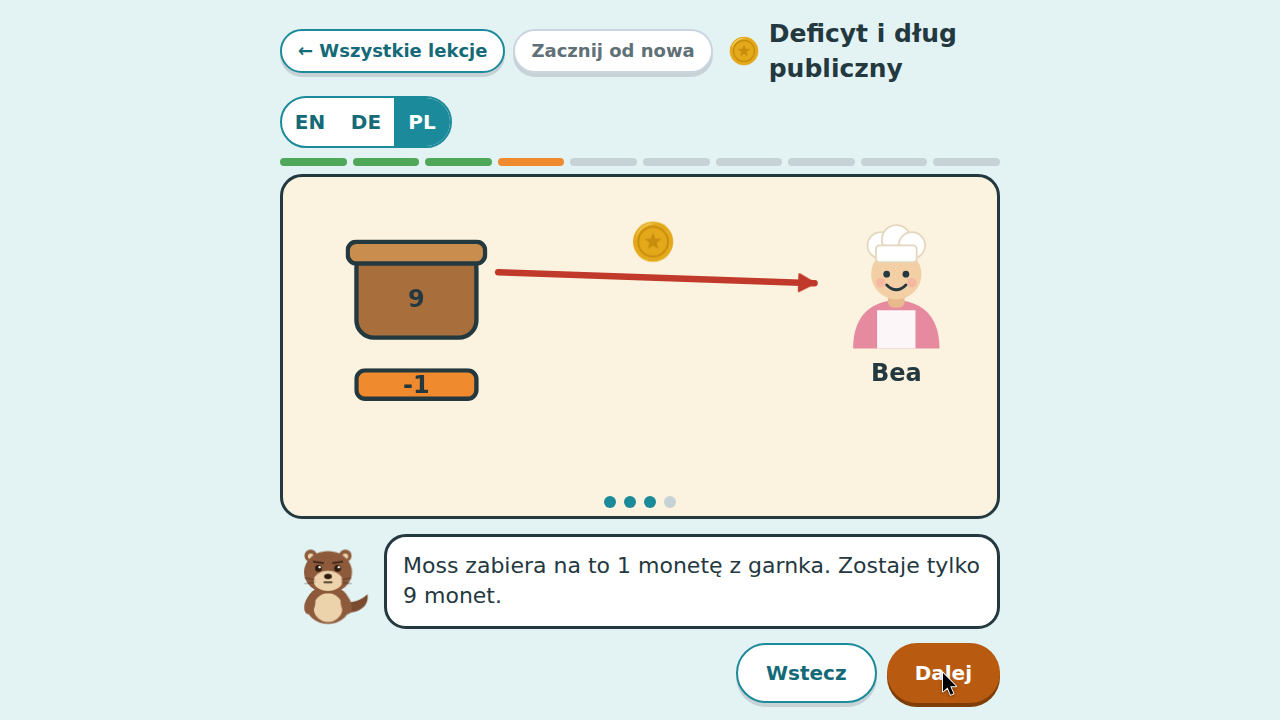 ← Wszystkie lekcje
Zacznij od nowa
Deficyt i dług
publiczny
EN DE PL
9
-1
Bea
Moss zabiera na to 1 monetę z garnka. Zostaje tylko
9 monet.
Wstecz
Dalej